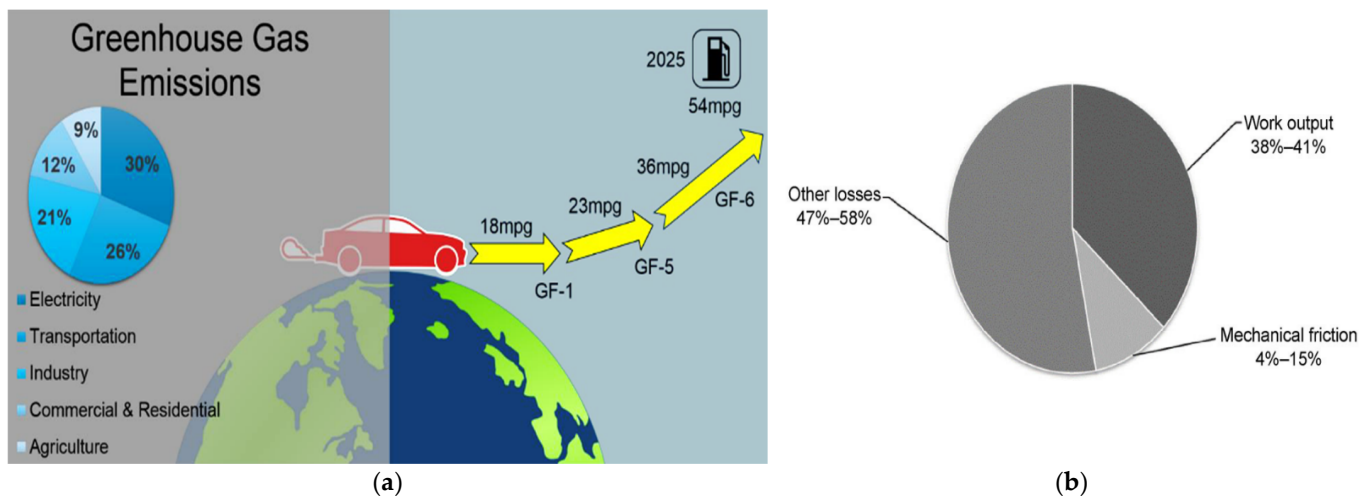 Greenhouse Gas
Emissions
9%
30%
12%
21%
26%
Electricity
Transportation
Industry
Commercial & Residential
Agriculture
2025
54mpg
36mpg
GF-6
23mpg
18mpg
GF-5
GF-1
(a)
Work output
38%–41%
Other losses
47%–58%
Mechanical friction
4%–15%
(b)